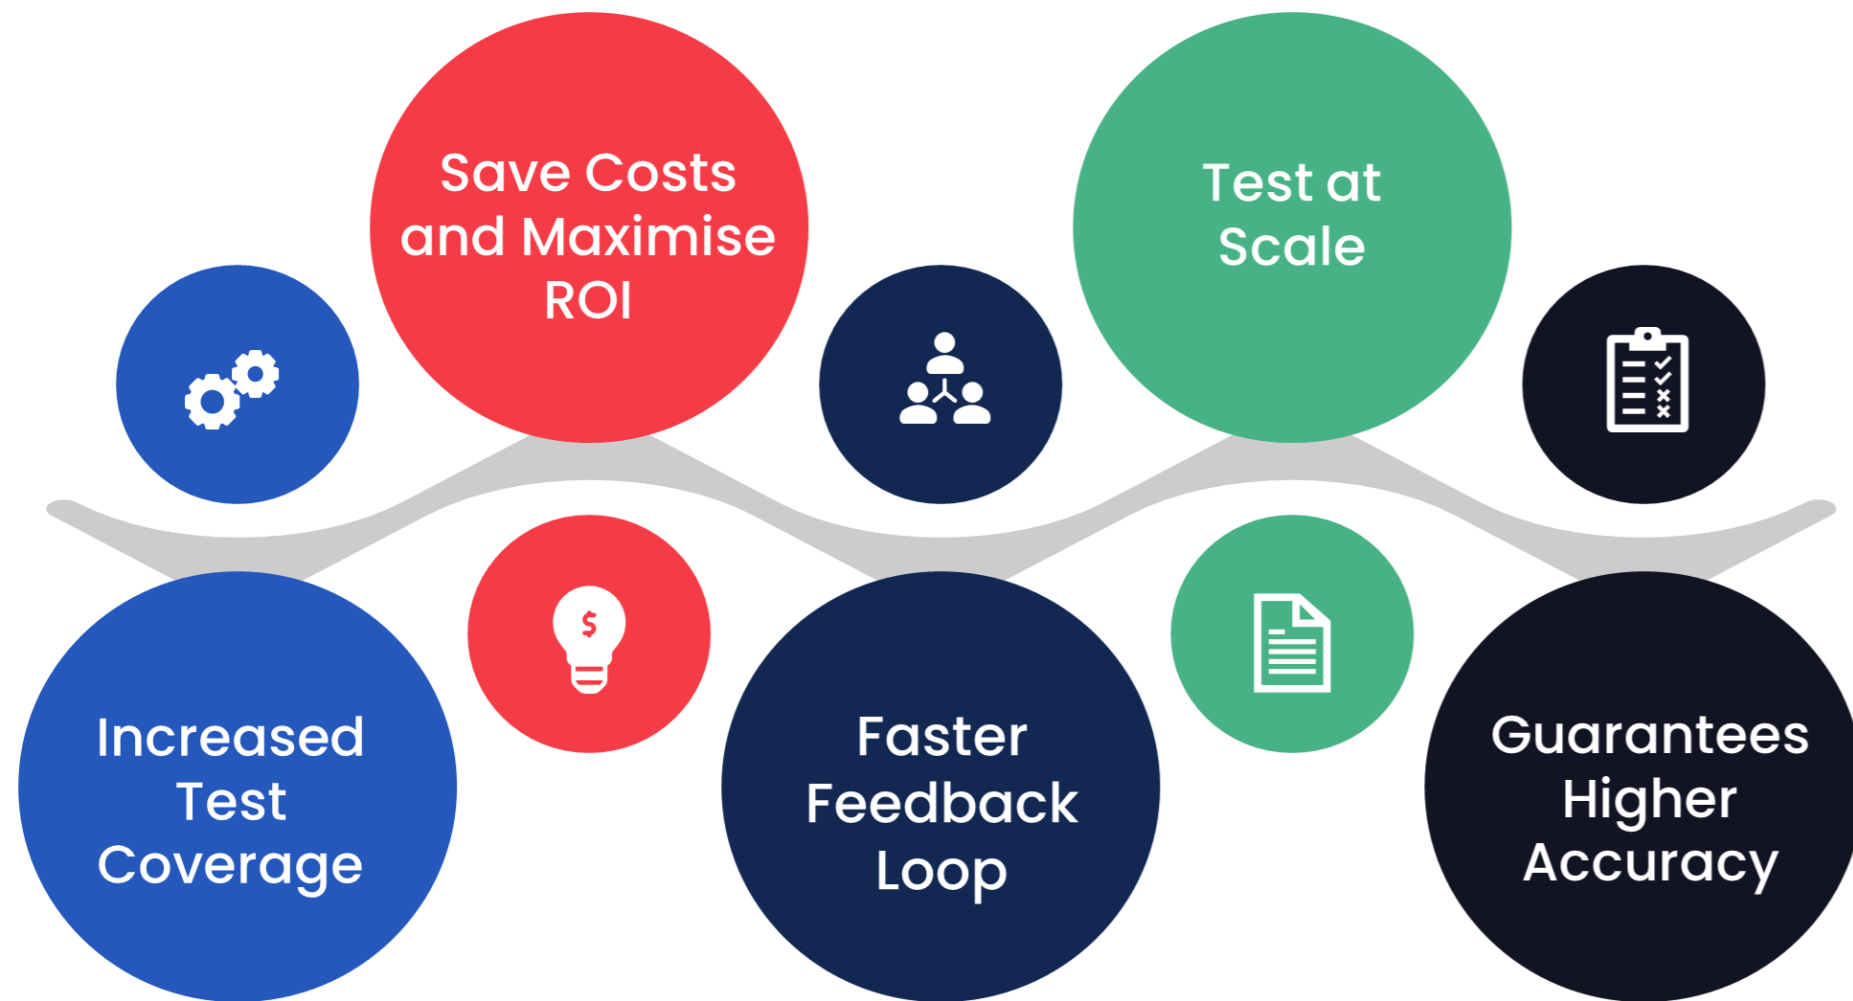 Save Costs
and Maximise
ROI
Test at
Scale
$
Increased
Test
Coverage
Faster
Feedback
Loop
Guarantees
Higher
Accuracy